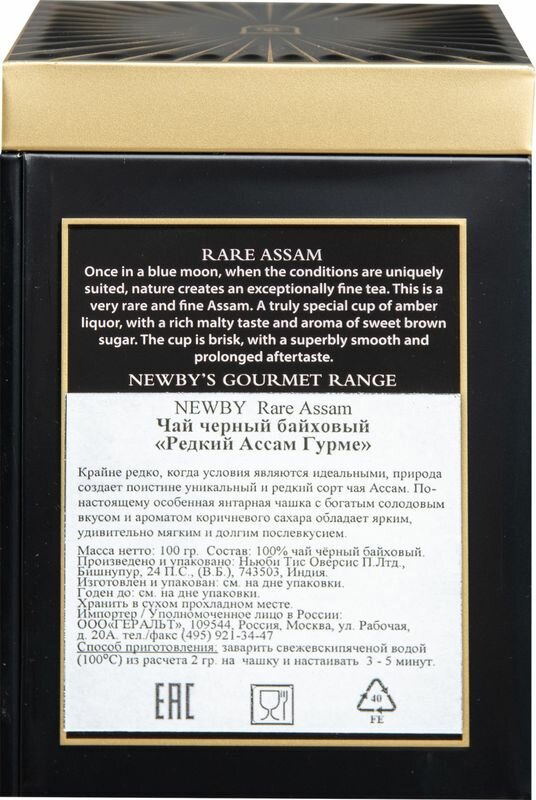 RARE ASSAM
Once in a blue moon, when the conditions are uniquely
suited, nature creates an exceptionally fine tea. This is a
very rare and fine Assam. A truly special cup of amber
liquor, with a rich malty taste and aroma of sweet brown
sugar. The cup is brisk, with a superbly smooth and
prolonged aftertaste.
NEWBY'S GOURMET RANGE
NEWBY Rare Assam
Чай черный байховый
«Редкий Ассам Гурме»
Крайне редко, когда условия являются идеальными, природа
создает поистине уникальный и редкий сорт чая Ассам. По-
настоящему особенная янтарная чашка с богатым солодовым
вкусом и ароматом коричневого сахара обладает ярким,
удивительно мягким и долгим послевкусием.
Масса нетто: 100 гр. Состав: 100% чай чёрный байховый.
Произведено и упаковано: Ньюби Тис Оверсис П.Лтд.,
Бишнупур, 24 П.С., (В.Б.), 743503, Индия.
Изготовлен и упакован: см. на дне упаковки.
Годен до: см. на дне упаковки.
Хранить в сухом прохладном месте.
Импортер / Уполномоченное лицо в России:
ООО«ГЕРАЛЬТ», 109544, Россия, Москва, ул. Рабочая,
д. 20А. тел./факс (495) 921-34-47
Способ приготовления: заварить свежевскипяченой водой
(100⁰С) из расчета 2 гр. на чашку и настаивать 3 - 5 минут.
EAC
40
FE